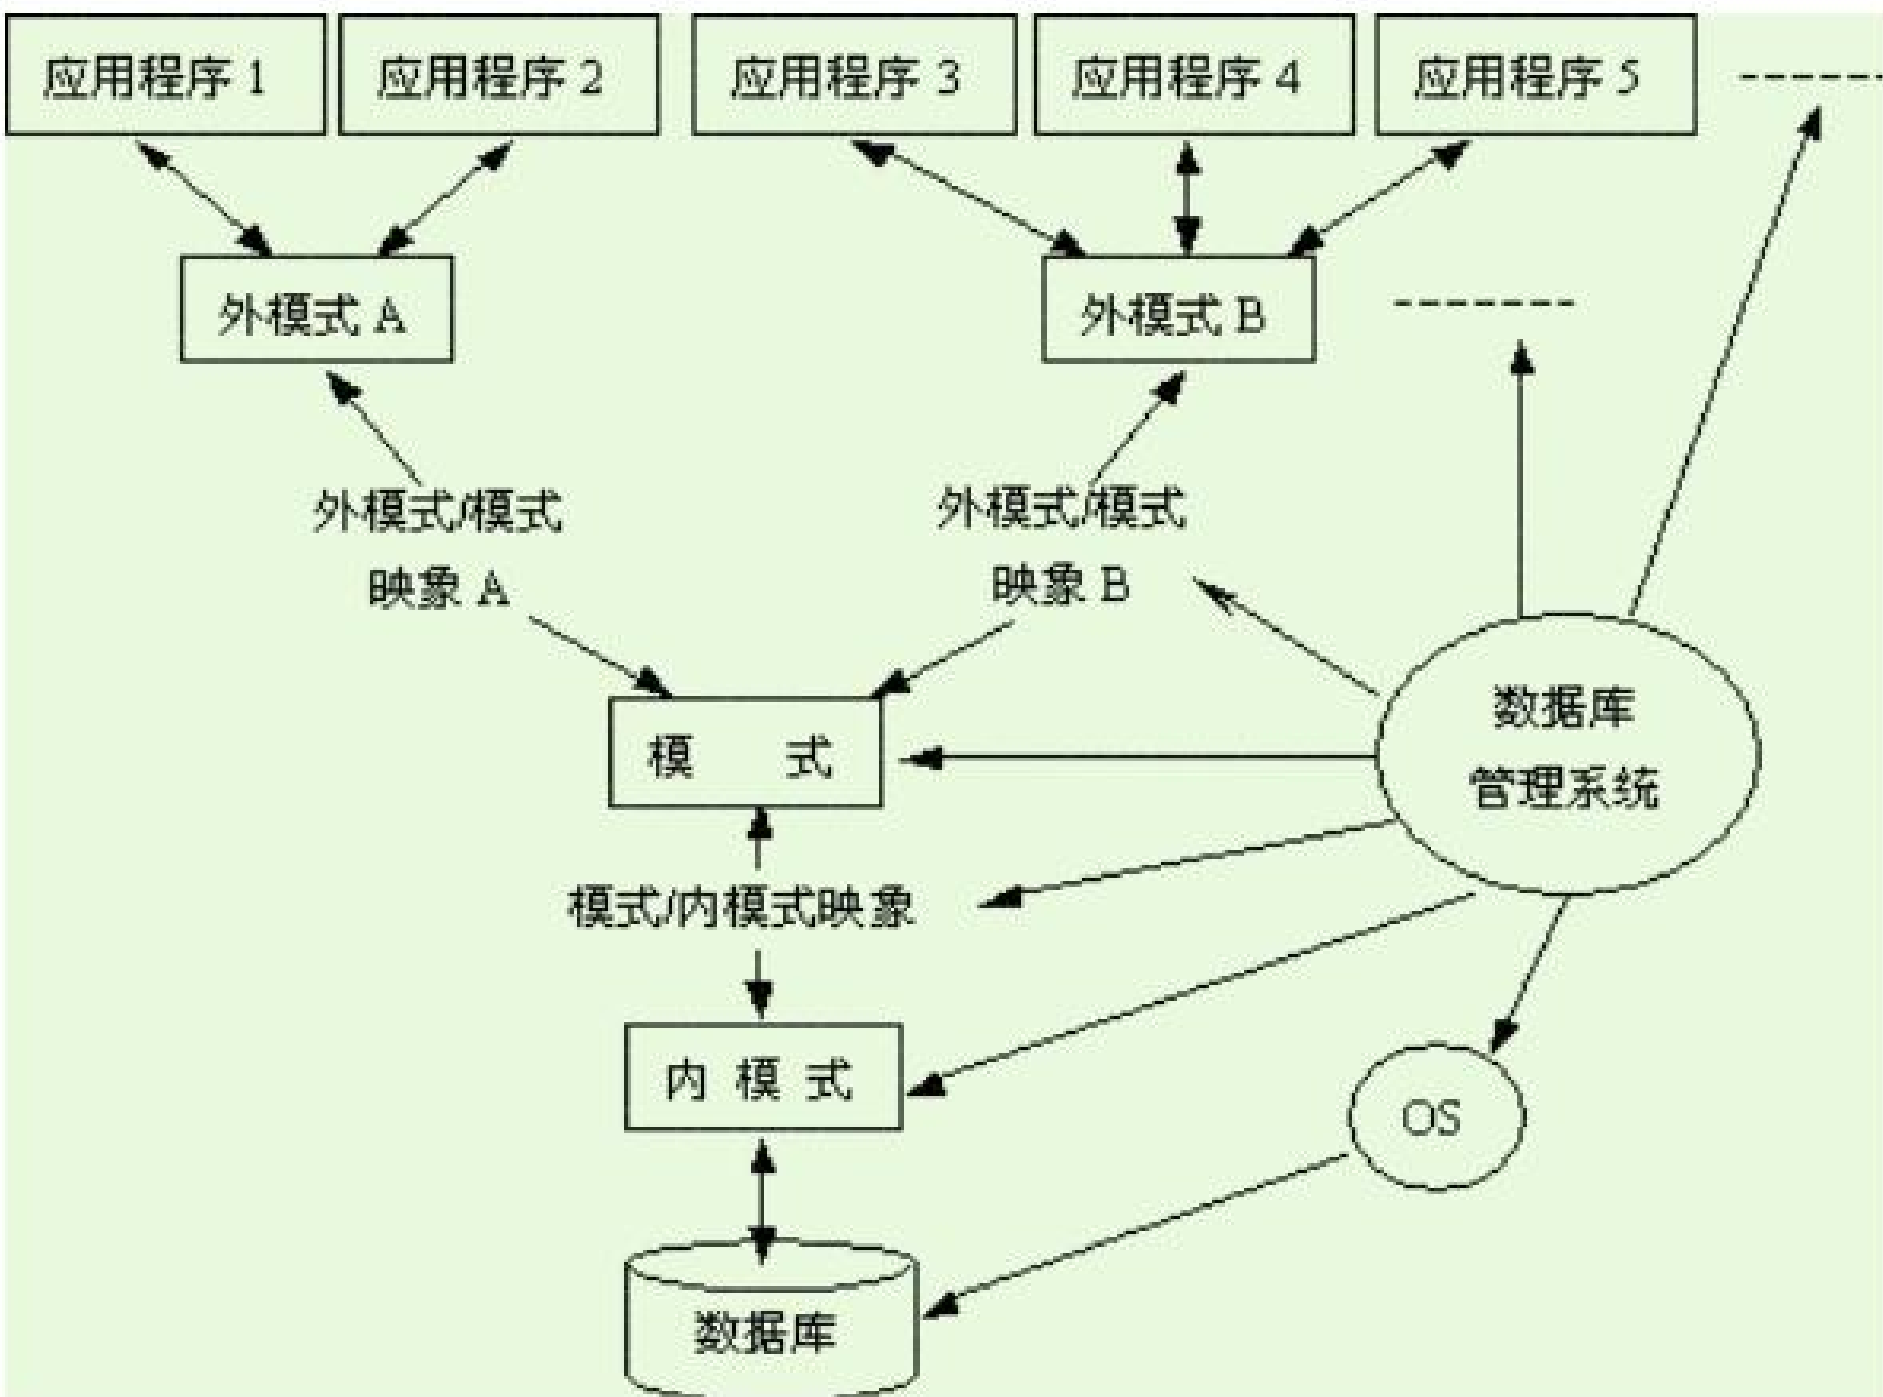 应用程序 1
应用程序 2
应用程序 3
应用程序 4
应用程序 5
外模式 A
外模式 B
外模式/模式
映象 A
外模式/模式
映象 B
数据库
管理系统
模 式
模式/内模式映象
内 模 式
OS
数据库